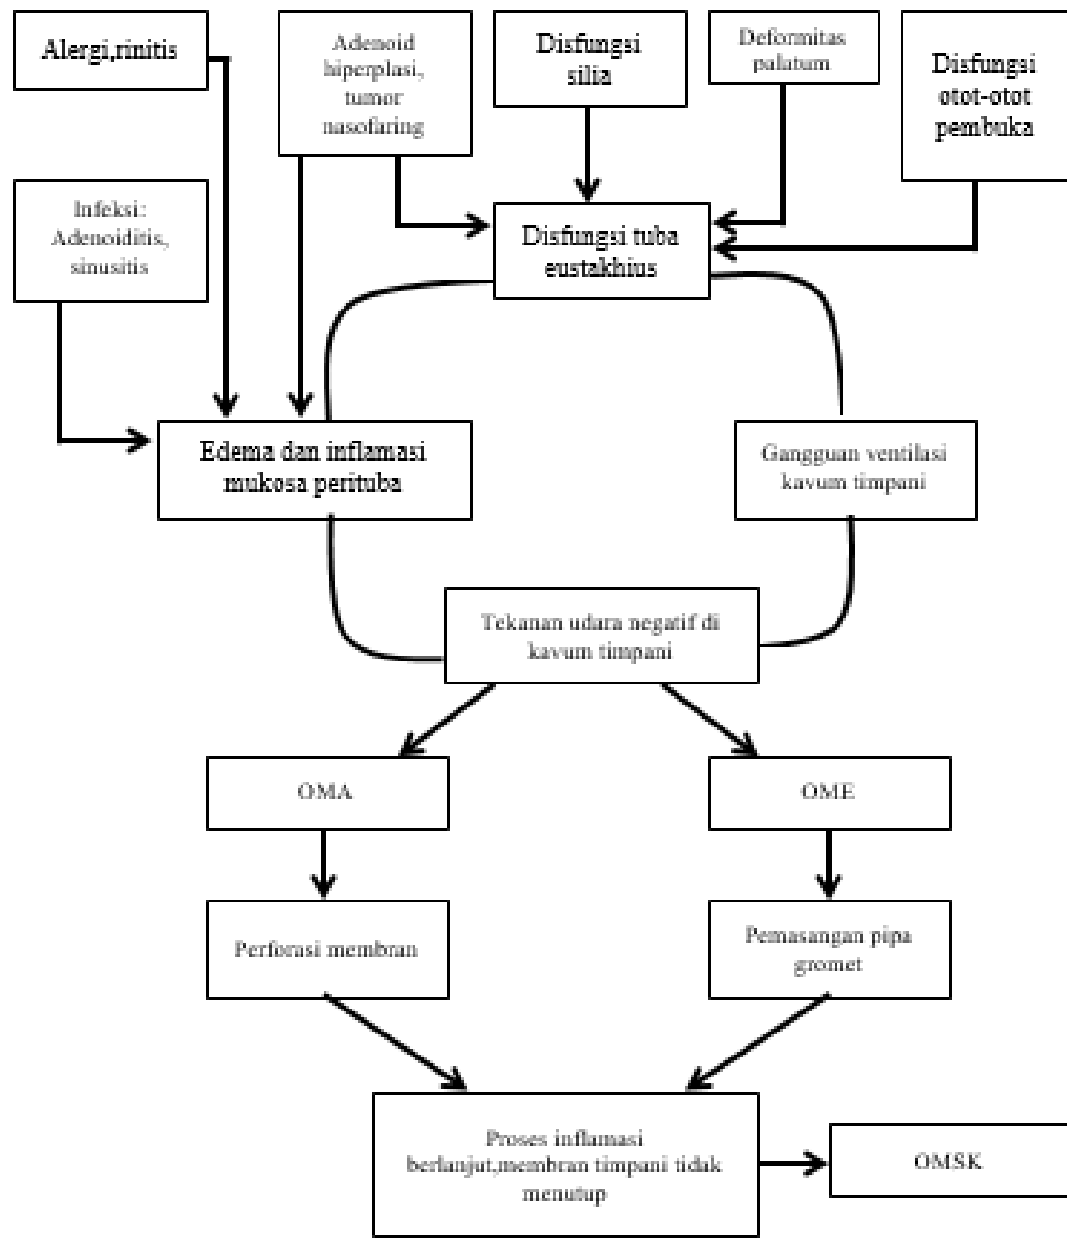 Alergi,rinitis
Adenoid
hiperplasi,
tumor
nasofaring
Disfungsi
silia
Deformitas
palatum
Disfungsi
otot-otot
pembuka
Infeksi:
Adenoiditis,
sinusitis
Disfungsi tuba
eustakhius
Edema dan inflamasi
mukosa perituba
Gangguan ventilasi
kavum timpani
Tekanan udara negatif di
kavum timpani
OMA
OME
Perforasi membran
Pemasangan pipa
gromet
Proses inflamasi
berlanjut,membran timpani tidak
menutup
OMSK